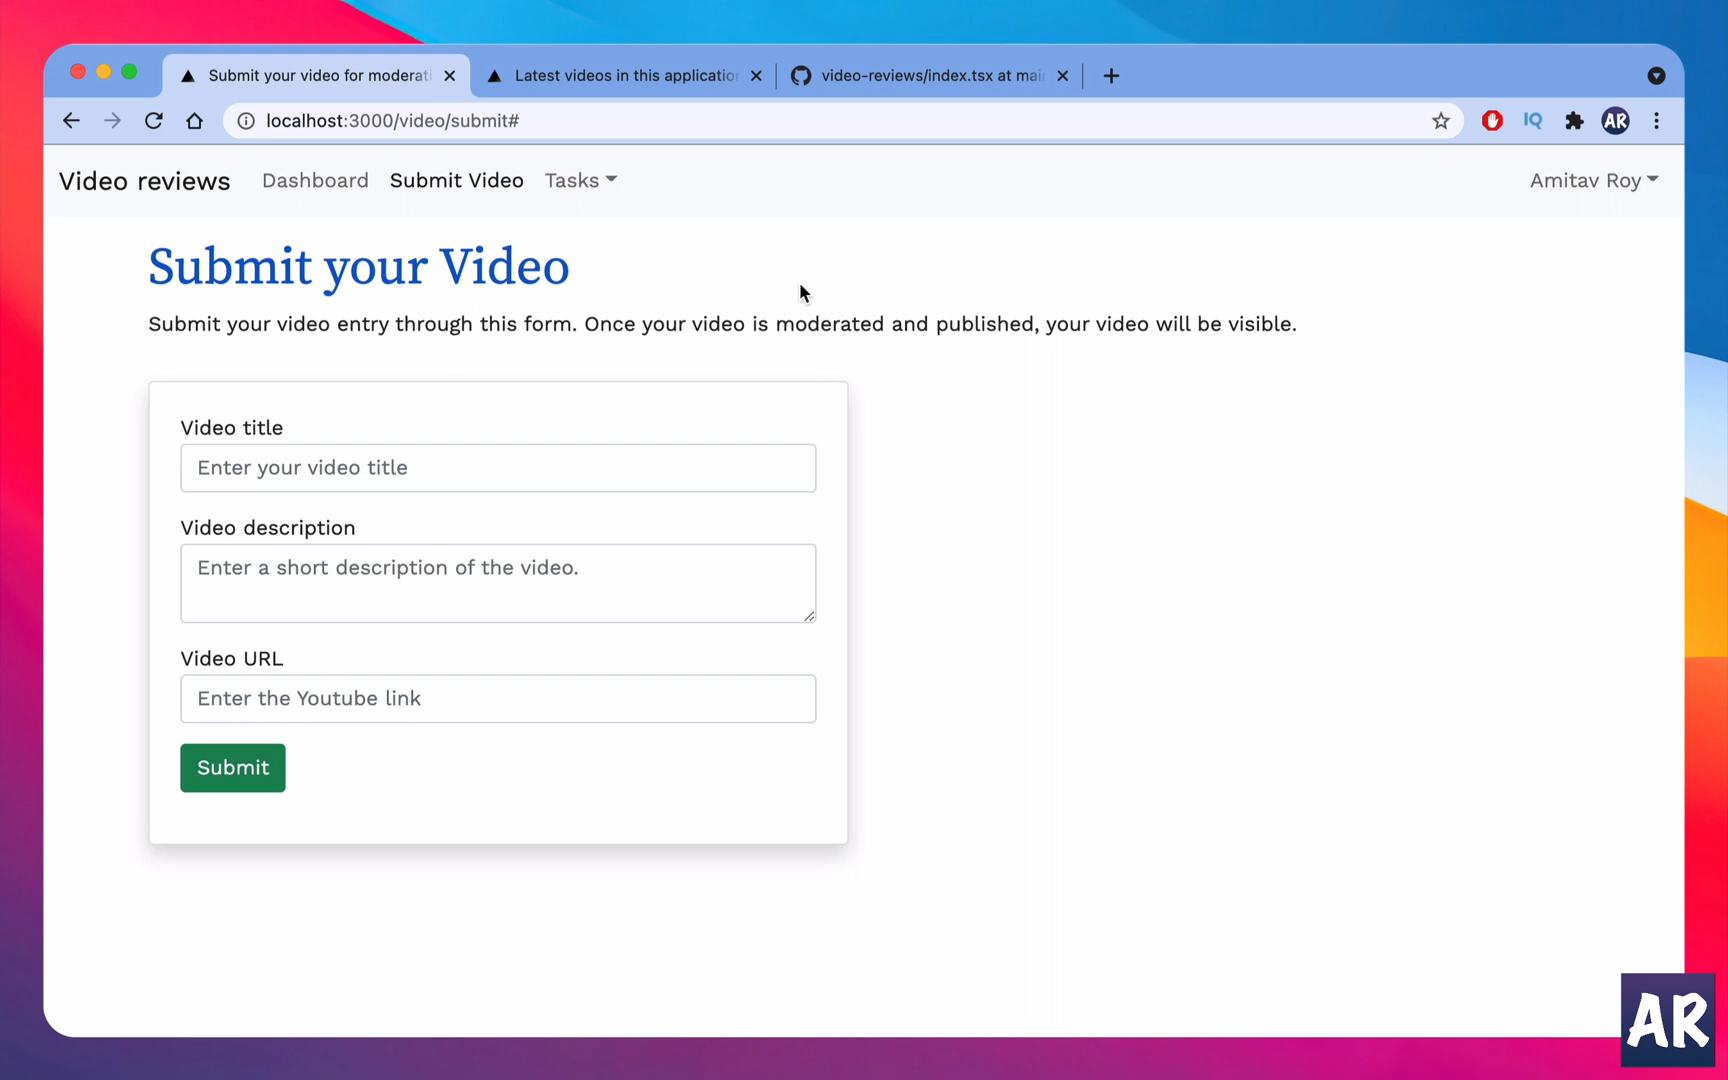 Submit your video for moderati
Latest videos in this application
video-reviews/index.tsx at mai
localhost:3000/video/submit#
IQ
AR
Video reviews
Dashboard
Submit Video
Tasks
Amitav Roy
Submit your Video
Submit your video entry through this form. Once your video is moderated and published, your video will be visible.
Video title
Enter your video title
Video description
Enter a short description of the video.
Video URL
Enter the Youtube link
Submit
AR